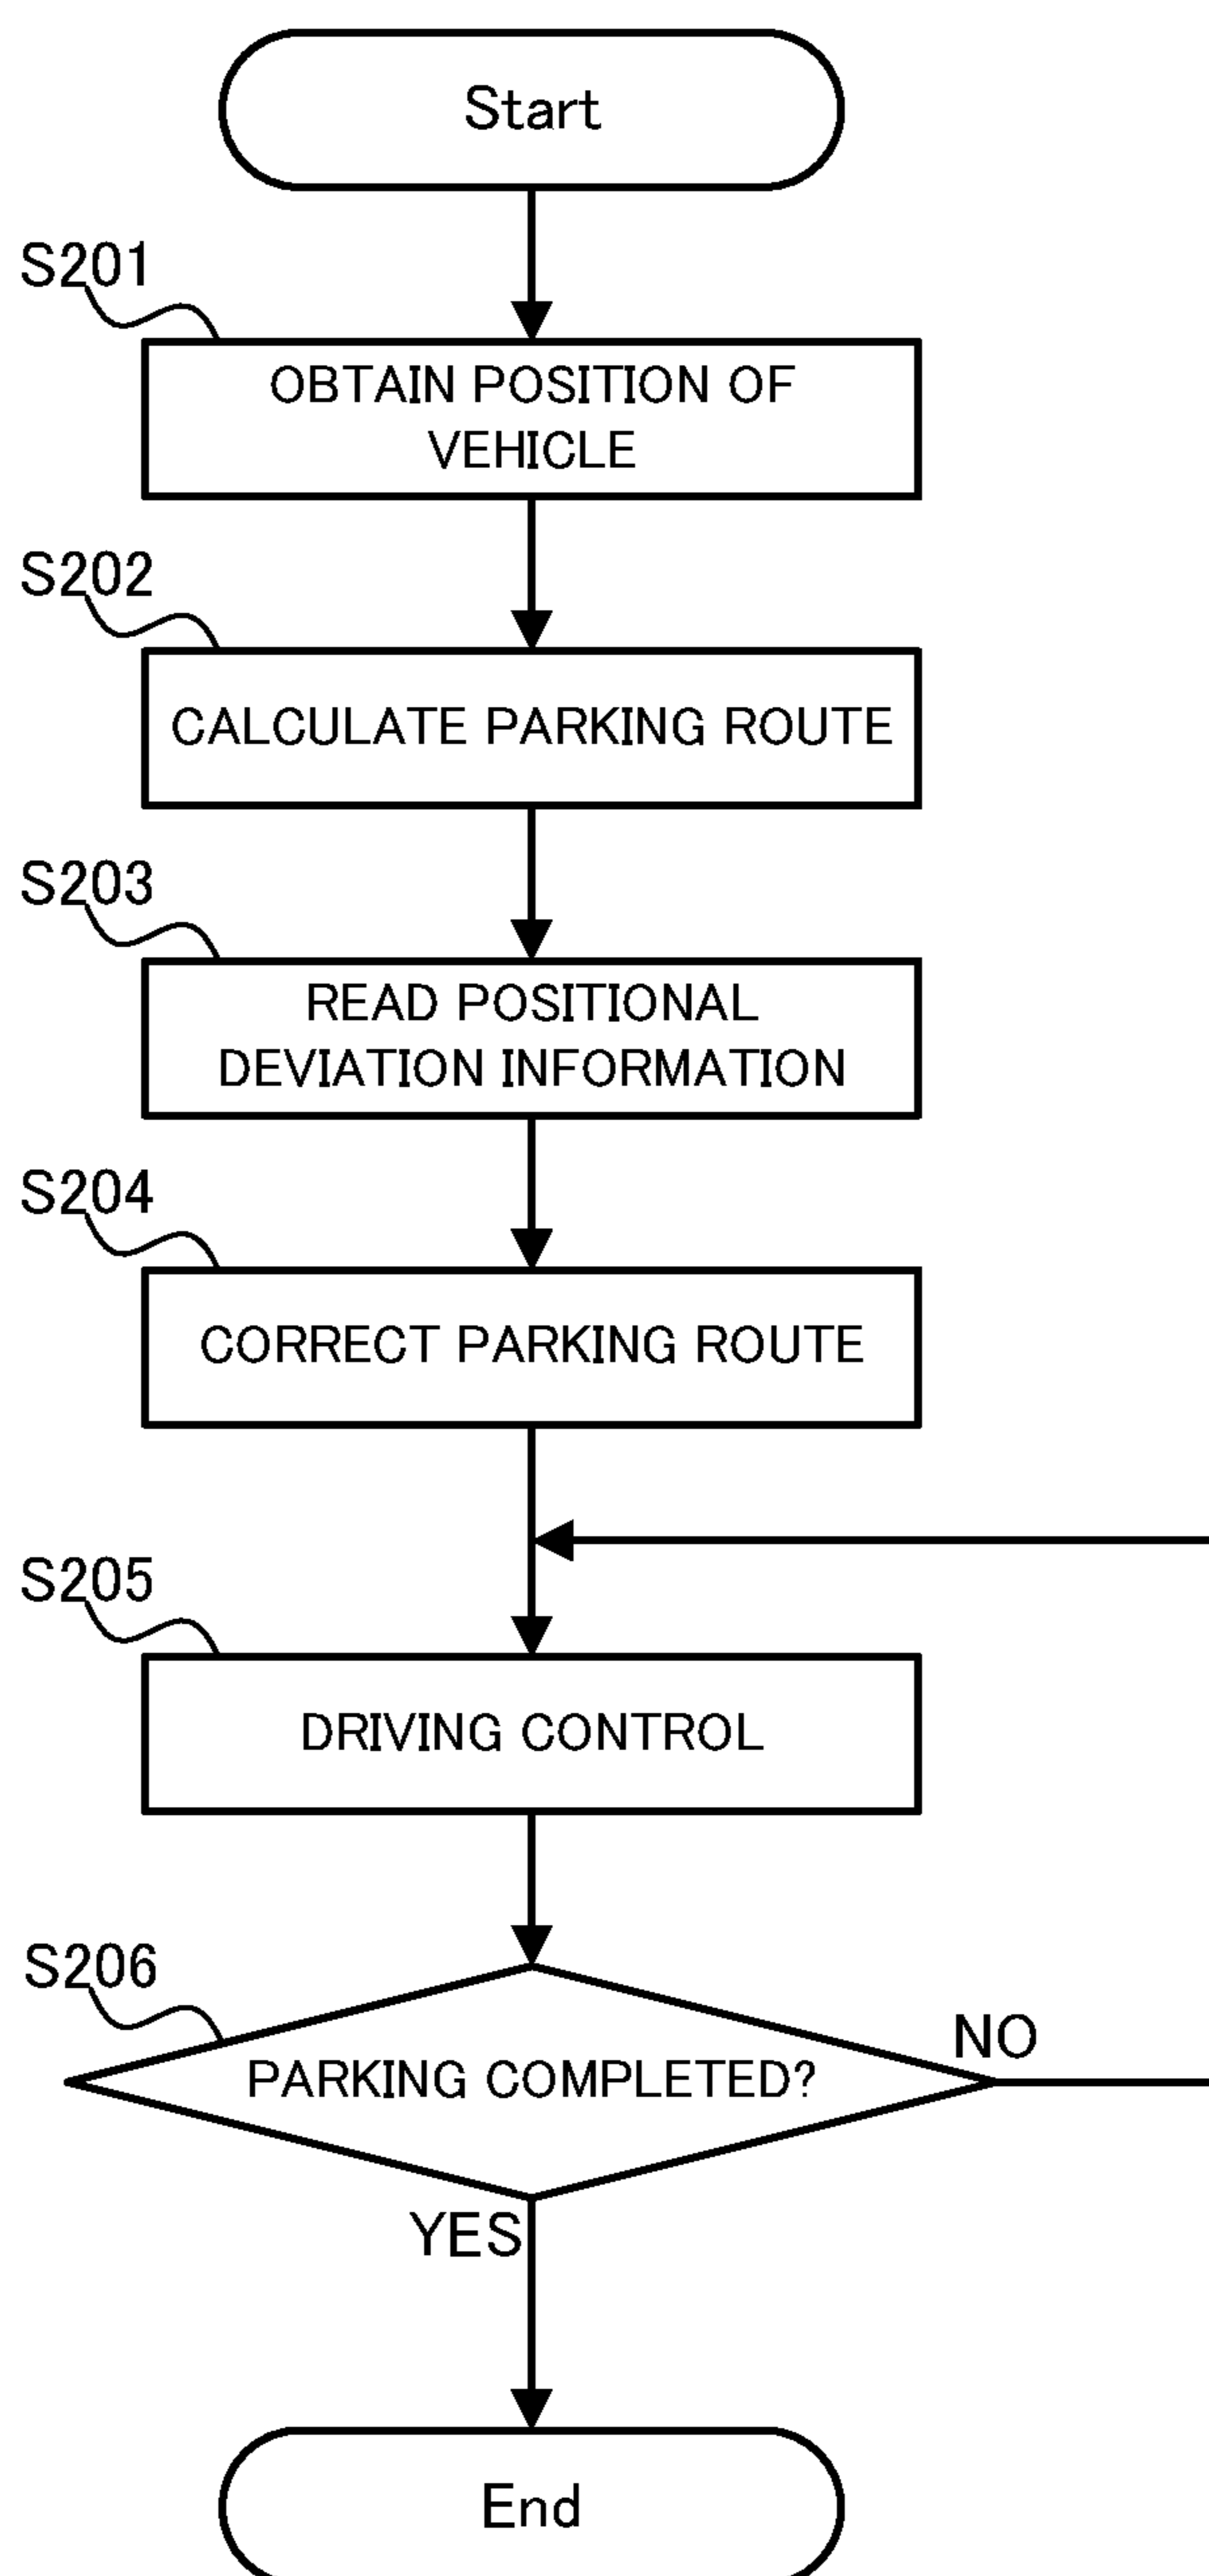 Start
S201
OBTAIN POSITION OF
VEHICLE
S202
CALCULATE PARKING ROUTE
S203
READ POSITIONAL
DEVIATION INFORMATION
S204
CORRECT PARKING ROUTE
S205
DRIVING CONTROL
S206
PARKING COMPLETED?
NO
YES
End